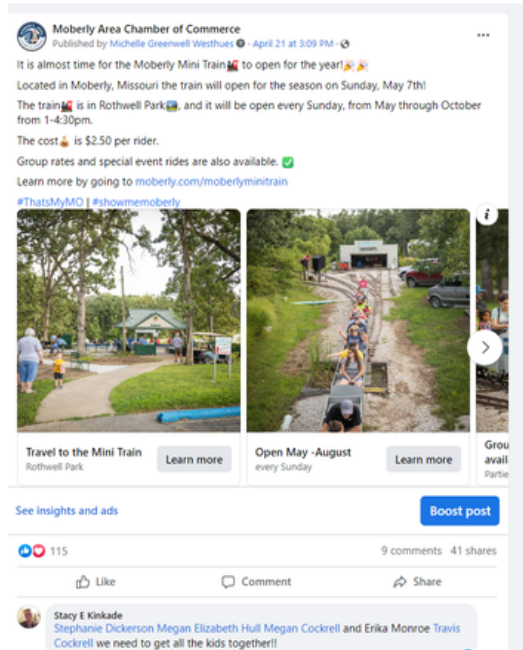 Moberly Area Chamber of Commerce
Published by Michelle Greenwell Westhues · April 21 at 3:09 PM ·
It is almost time for the Moberly Mini Train🚂 to open for the year!🎉🎉
Located in Moberly, Missouri the train will open for the season on Sunday, May 7th!
The train🚂 is in Rothwell Park🏞️, and it will be open every Sunday, from May through October
from 1-4:30pm.
The cost💰 is $2.50 per rider.
Group rates and special event rides are also available. ✅
Learn more by going to moberly.com/moberlyminitrain
#ThatsMyMO | #showmemoberly
Travel to the Mini Train
Rothwell Park
Learn more
Open May -August
every Sunday
Learn more
Grou
avail
Partie
See insights and ads
Boost post
115
9 comments 41 shares
Like
Comment
Share
Stacy E Kinkade
Stephanie Dickerson Megan Elizabeth Hull Megan Cockrell and Erika Monroe Travis
Cockrell we need to get all the kids together!!